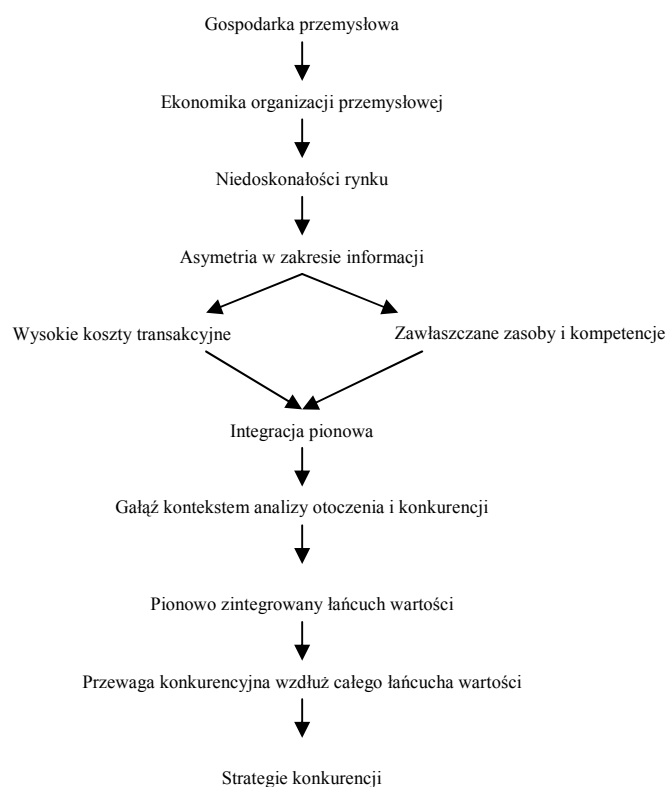 Gospodarka przemysłowa
Ekonomika organizacji przemysłowej
Niedoskonałości rynku
Asymetria w zakresie informacji
Wysokie koszty transakcyjne
Zawłaszczane zasoby i kompetencje
Integracja pionowa
Gałąź kontekstem analizy otoczenia i konkurencji
Pionowo zintegrowany łańcuch wartości
Przewaga konkurencyjna wzdłuż całego łańcucha wartości
Strategie konkurencji